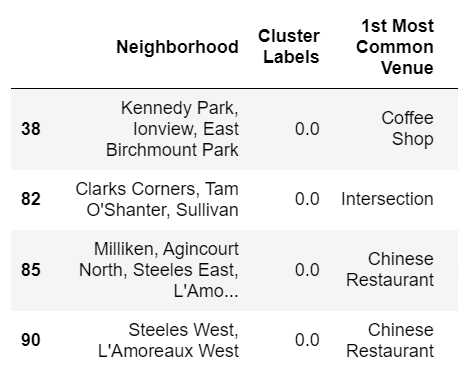 Neighborhood Cluster Labels 1st Most Common Venue
38 Kennedy Park, Ionview, East Birchmount Park 0.0 Coffee Shop
82 Clarks Corners, Tam O'Shanter, Sullivan 0.0 Intersection
85 Milliken, Agincourt North, Steeles East, L'Amo... 0.0 Chinese Restaurant
90 Steeles West, L'Amoreaux West 0.0 Chinese Restaurant